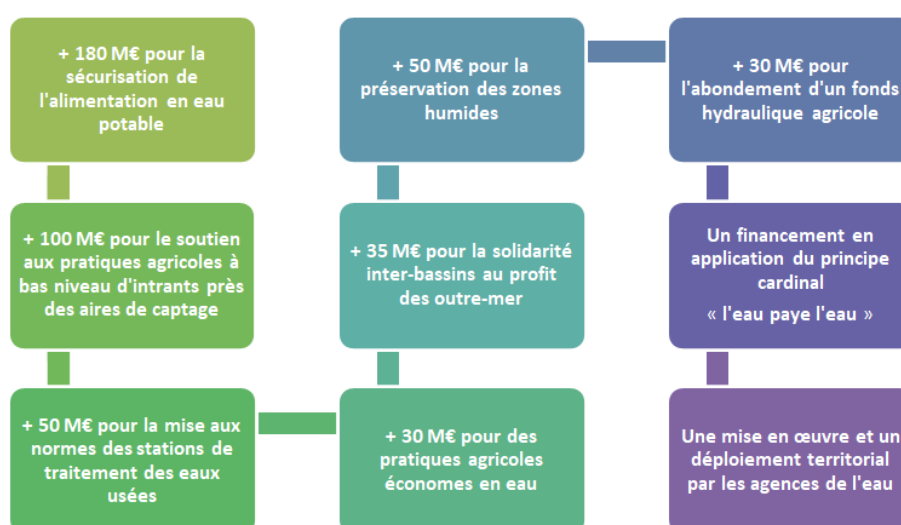 + 180 M€ pour la
sécurisation de
l'alimentation en eau
potable
+ 100 M€ pour le soutien
aux pratiques agricoles à
bas niveau d'intrants près
des aires de captage
+ 50 M€ pour la mise aux
normes des stations de
traitement des eaux
usées
+ 30 M€ pour des
pratiques agricoles
économes en eau
+ 35 M€ pour la solidarité
inter-bassins au profit
des outre-mer
+ 50 M€ pour la
préservation des zones
humides
+ 30 M€ pour
l'abondement d'un fonds
hydraulique agricole
Un financement en
application du principe
cardinal
« l'eau paye l'eau »
Une mise en œuvre et un
déploiement territorial
par les agences de l'eau